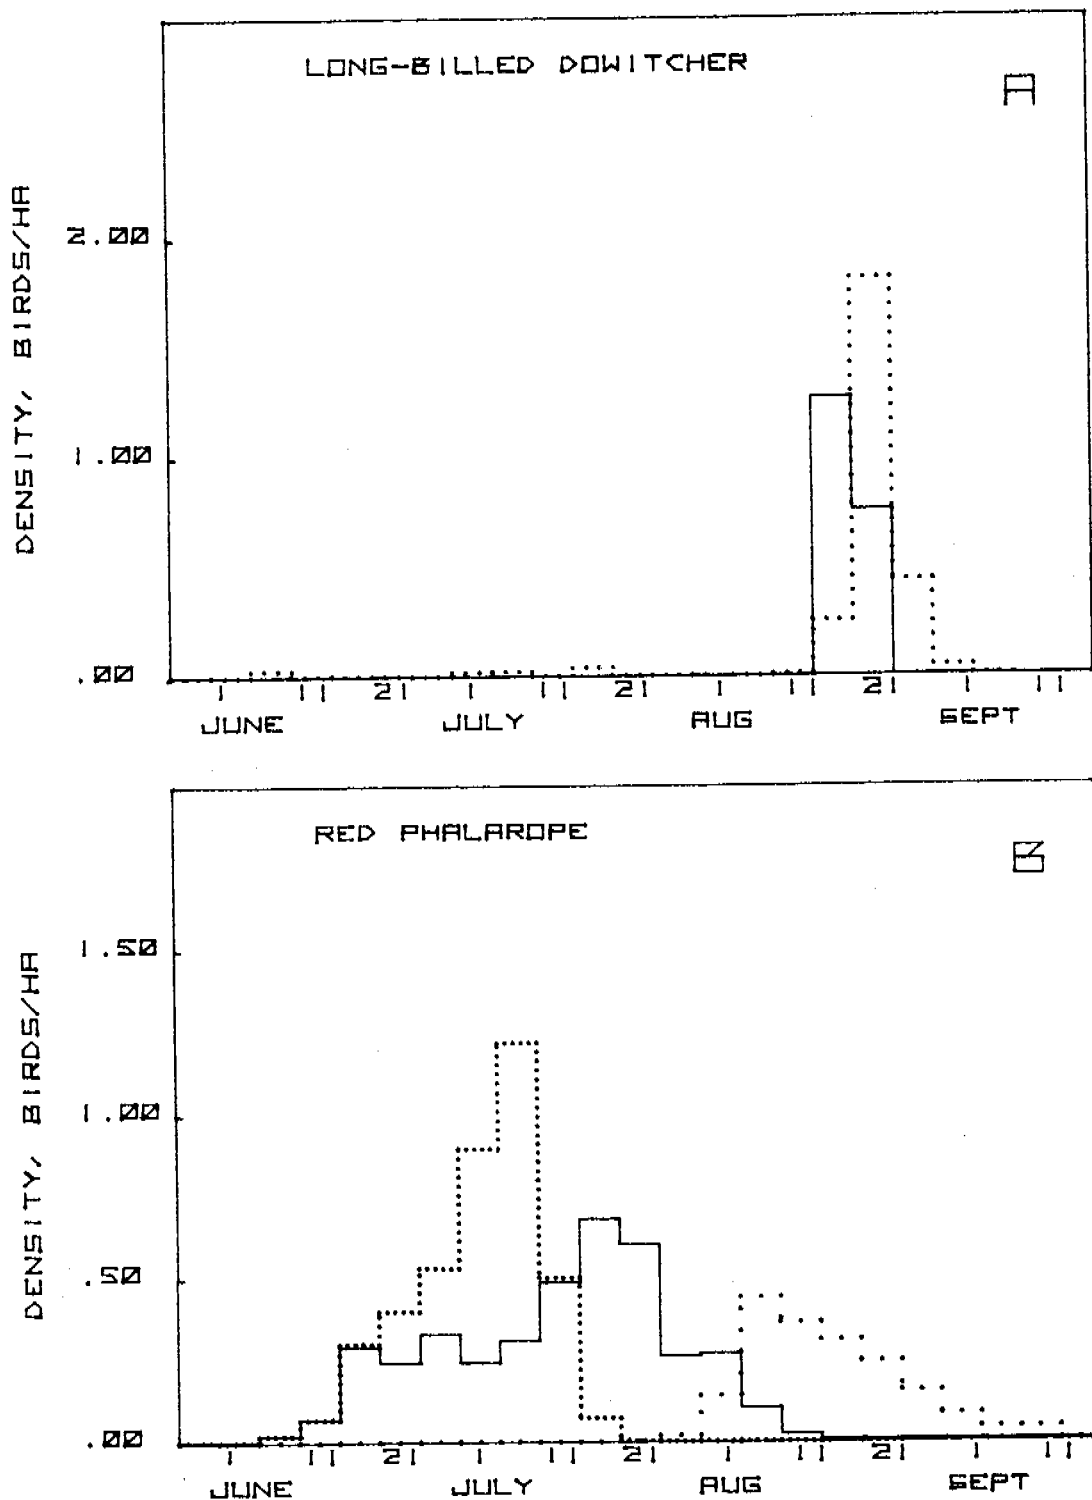 LONG-BILLED DOWITCHER
A
DENSITY, BIRDS/HA
2.00
1.00
.00
1 11 21 1 11 21 1 11 21 1 11
JUNE JULY AUG SEPT
RED PHALAROPE
B
DENSITY, BIRDS/HA
1.50
1.00
.50
.00
1 11 21 1 11 21 1 11 21 1 11
JUNE JULY AUG SEPT